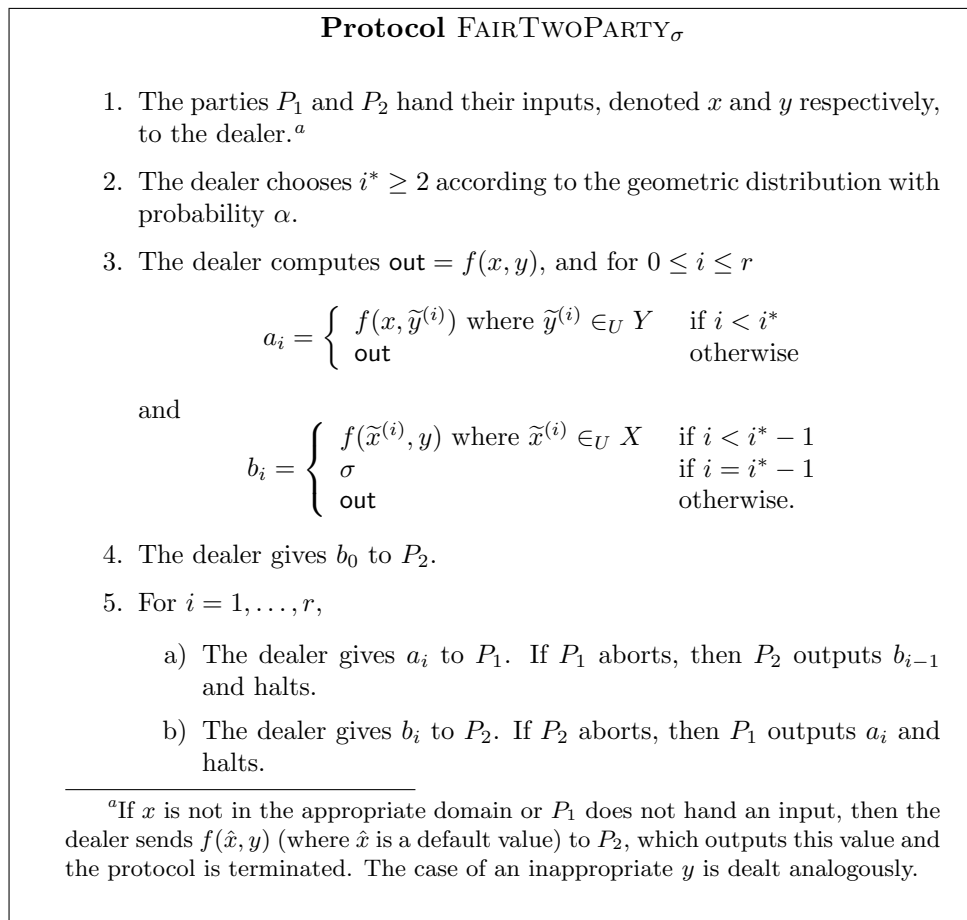 Protocol FAIRTWOPARTY_σ
1. The parties P_1 and P_2 hand their inputs, denoted x and y respectively,
to the dealer.^a
2. The dealer chooses i* ≥ 2 according to the geometric distribution with
probability α.
3. The dealer computes out = f(x, y), and for 0 ≤ i ≤ r
a_i = { f(x, ỹ^(i)) where ỹ^(i) ∈_U Y if i < i*
out otherwise
and
b_i = { f(x̃^(i), y) where x̃^(i) ∈_U X if i < i* − 1
σ if i = i* − 1
out otherwise.
4. The dealer gives b_0 to P_2.
5. For i = 1, . . . , r,
a) The dealer gives a_i to P_1. If P_1 aborts, then P_2 outputs b_{i−1}
and halts.
b) The dealer gives b_i to P_2. If P_2 aborts, then P_1 outputs a_i and
halts.
^a If x is not in the appropriate domain or P_1 does not hand an input, then the
dealer sends f(x̂, y) (where x̂ is a default value) to P_2, which outputs this value and
the protocol is terminated. The case of an inappropriate y is dealt analogously.